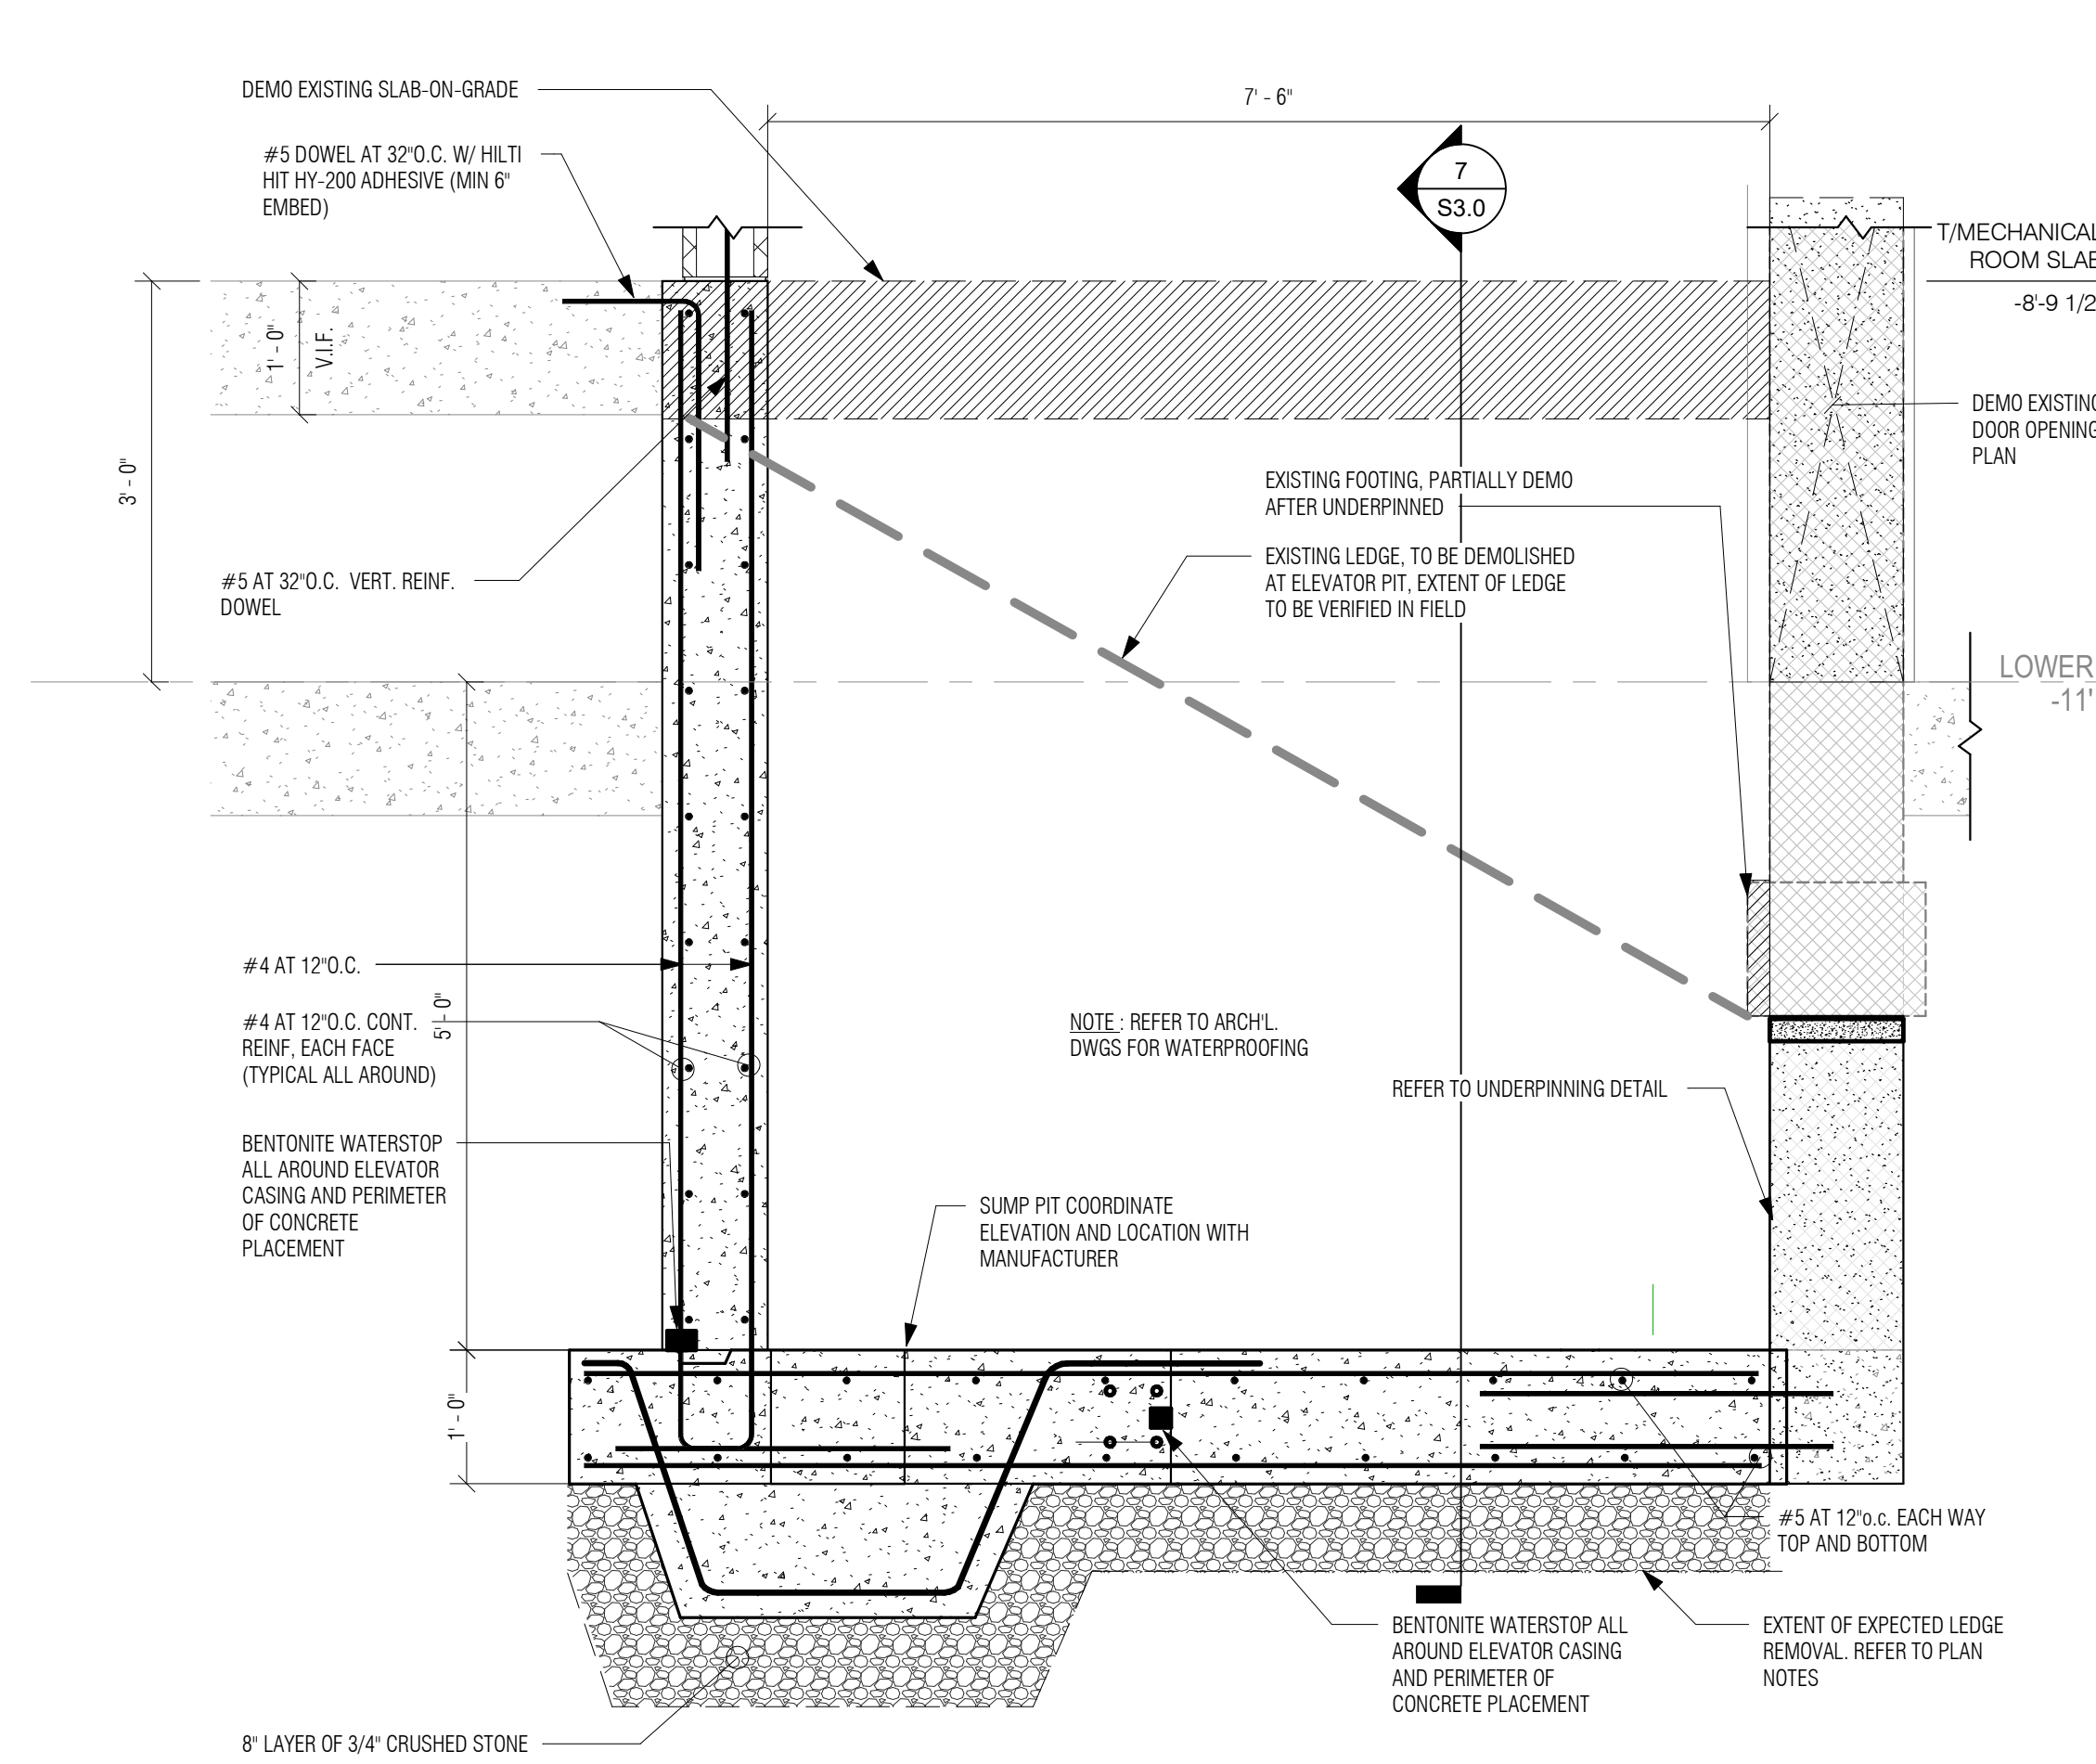 DEMO EXISTING SLAB-ON-GRADE
7' - 6"
#5 DOWEL AT 32"O.C. W/ HILTI
HIT HY-200 ADHESIVE (MIN 6"
EMBED)
7
S3.0
T/MECHANICAL
ROOM SLAB
-8'-9 1/2
1' - 0"
V.I.F.
3' - 0"
DEMO EXISTING
DOOR OPENING
PLAN
EXISTING FOOTING, PARTIALLY DEMO
AFTER UNDERPINNED
EXISTING LEDGE, TO BE DEMOLISHED
AT ELEVATOR PIT, EXTENT OF LEDGE
TO BE VERIFIED IN FIELD
#5 AT 32"O.C.  VERT. REINF.
DOWEL
LOWER
-11'
#4 AT 12"O.C.
5' - 0"
#4 AT 12"O.C. CONT.
REINF, EACH FACE
(TYPICAL ALL AROUND)
NOTE : REFER TO ARCH'L.
DWGS FOR WATERPROOFING
REFER TO UNDERPINNING DETAIL
BENTONITE WATERSTOP
ALL AROUND ELEVATOR
CASING AND PERIMETER
OF CONCRETE
PLACEMENT
SUMP PIT COORDINATE
ELEVATION AND LOCATION WITH
MANUFACTURER
1' - 0"
#5 AT 12"o.c. EACH WAY
TOP AND BOTTOM
BENTONITE WATERSTOP ALL
AROUND ELEVATOR CASING
AND PERIMETER OF
CONCRETE PLACEMENT
EXTENT OF EXPECTED LEDGE
REMOVAL. REFER TO PLAN
NOTES
8" LAYER OF 3/4" CRUSHED STONE